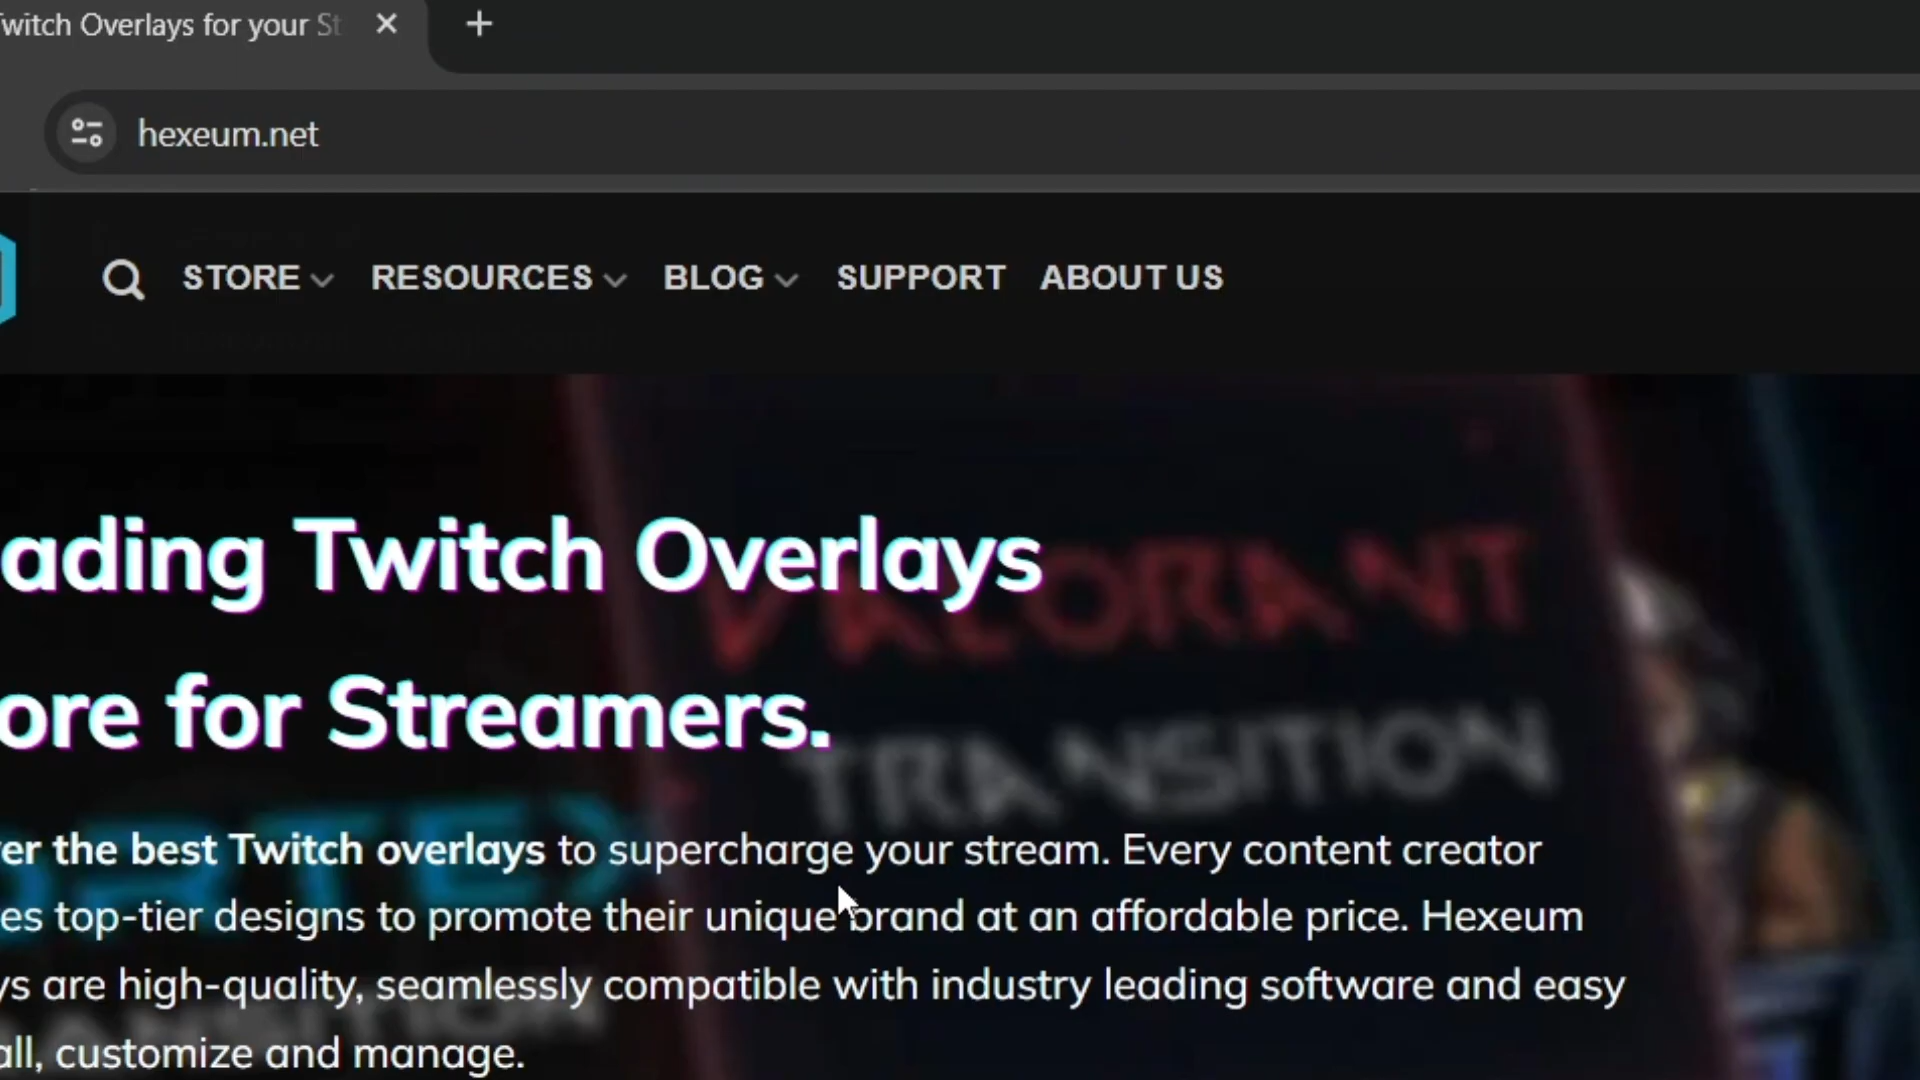 witch Overlays for your St
hexeum.net
STORE RESOURCES BLOG SUPPORT ABOUT US
ading Twitch Overlays
ore for Streamers.
VALORANT
TRANSITION
er the best Twitch overlays to supercharge your stream. Every content creator
es top-tier designs to promote their unique brand at an affordable price. Hexeum
ys are high-quality, seamlessly compatible with industry leading software and easy
all, customize and manage.